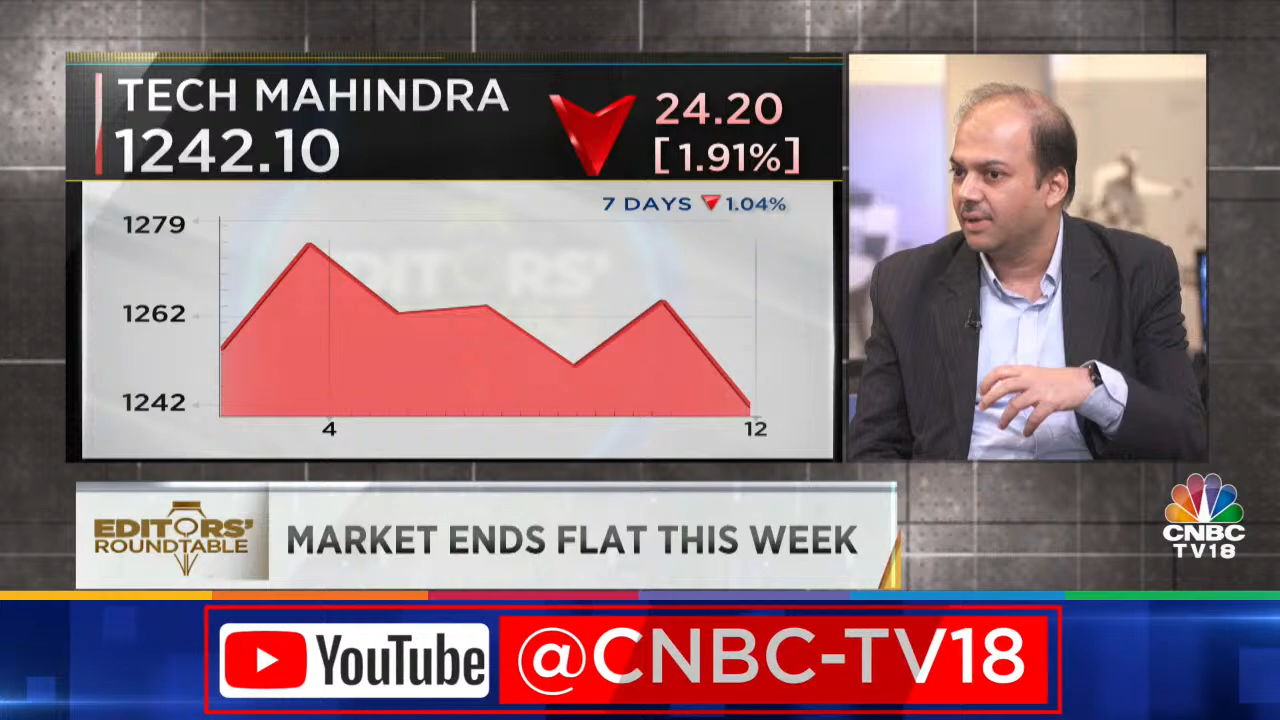 TECH MAHINDRA
1242.10
24.20
[1.91%]
7 DAYS 1.04%
1279
1262
1242
4
12
EDITORS'
EDITORS'
ROUNDTABLE
MARKET ENDS FLAT THIS WEEK
CNBC
TV18
YouTube
@CNBC-TV18